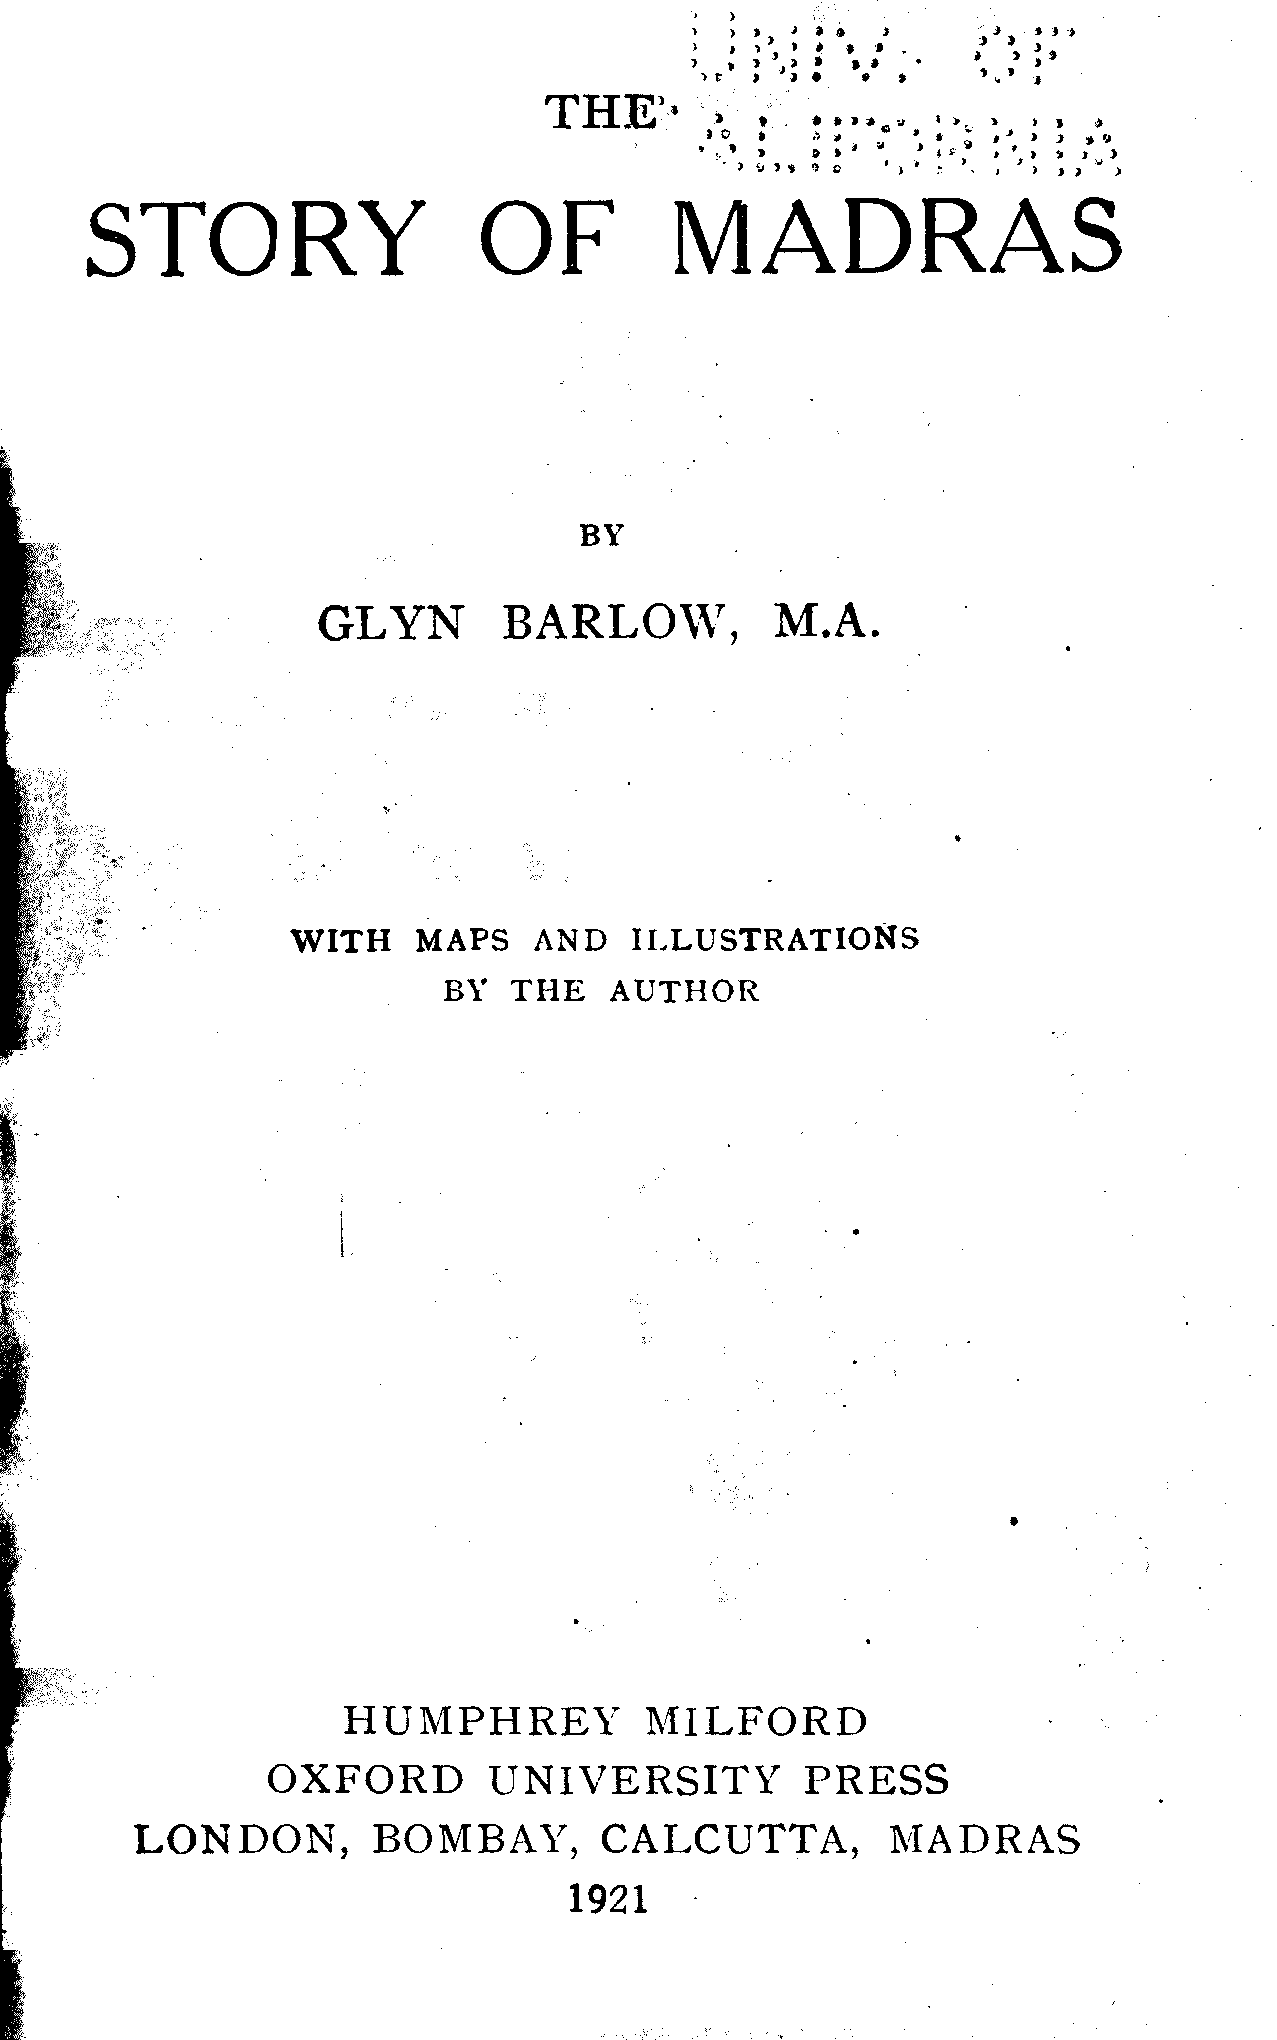 UNIV. OF
CALIFORNIA
THE
STORY OF MADRAS
BY
GLYN BARLOW, M.A.
WITH MAPS AND ILLUSTRATIONS
BY THE AUTHOR
HUMPHREY MILFORD
OXFORD UNIVERSITY PRESS
LONDON, BOMBAY, CALCUTTA, MADRAS
1921